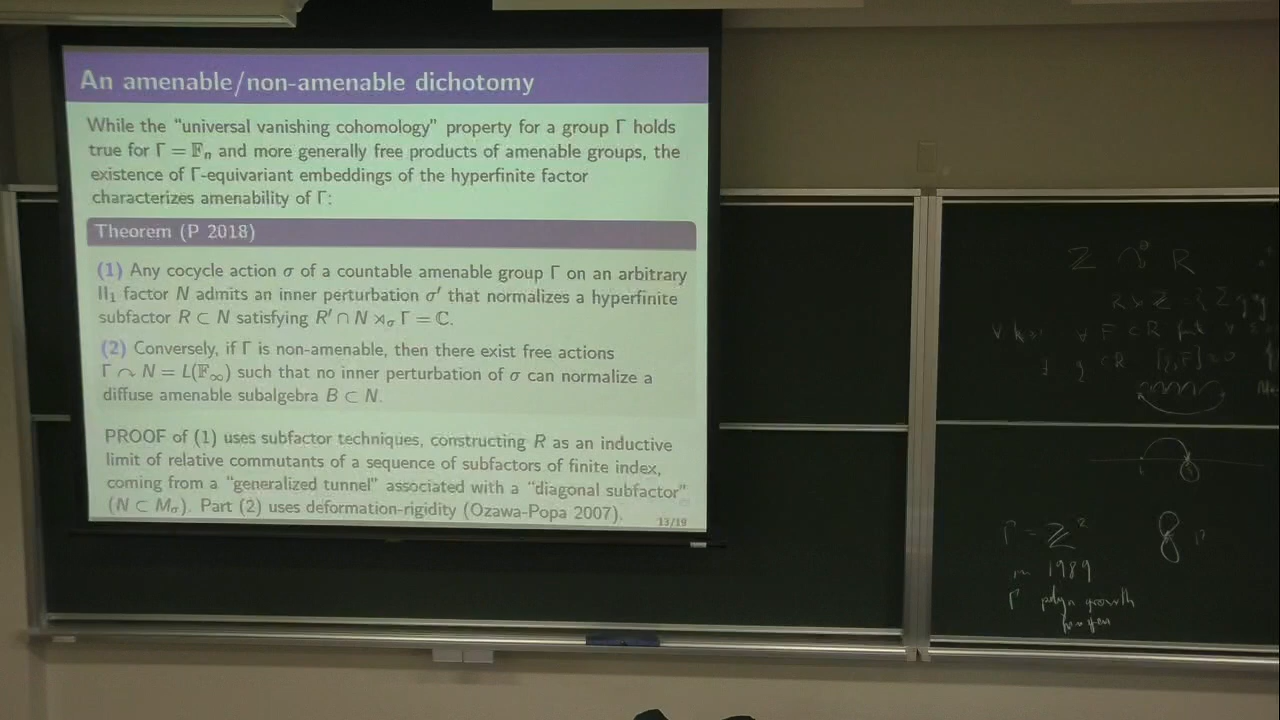 An amenable/non-amenable dichotomy
While the “universal vanishing cohomology” property for a group Γ holds
true for Γ = 𝔽ₙ and more generally free products of amenable groups, the
existence of Γ-equivariant embeddings of the hyperfinite factor
characterizes amenability of Γ:
Theorem (P 2018)
(1) Any cocycle action σ of a countable amenable group Γ on an arbitrary
II₁ factor N admits an inner perturbation σ′ that normalizes a hyperfinite
subfactor R ⊂ N satisfying R′ ∩ N ⋊σ Γ = ℂ.
(2) Conversely, if Γ is non-amenable, then there exist free actions
Γ ↷ N = L(𝔽∞) such that no inner perturbation of σ can normalize a
diffuse amenable subalgebra B ⊂ N.
PROOF of (1) uses subfactor techniques, constructing R as an inductive
limit of relative commutants of a sequence of subfactors of finite index,
coming from a “generalized tunnel” associated with a “diagonal subfactor”
(N ⊂ Mσ). Part (2) uses deformation-rigidity (Ozawa-Popa 2007).
13/19
Z ↷ R
Γ = Z²
in 1989
Γ polyn growth